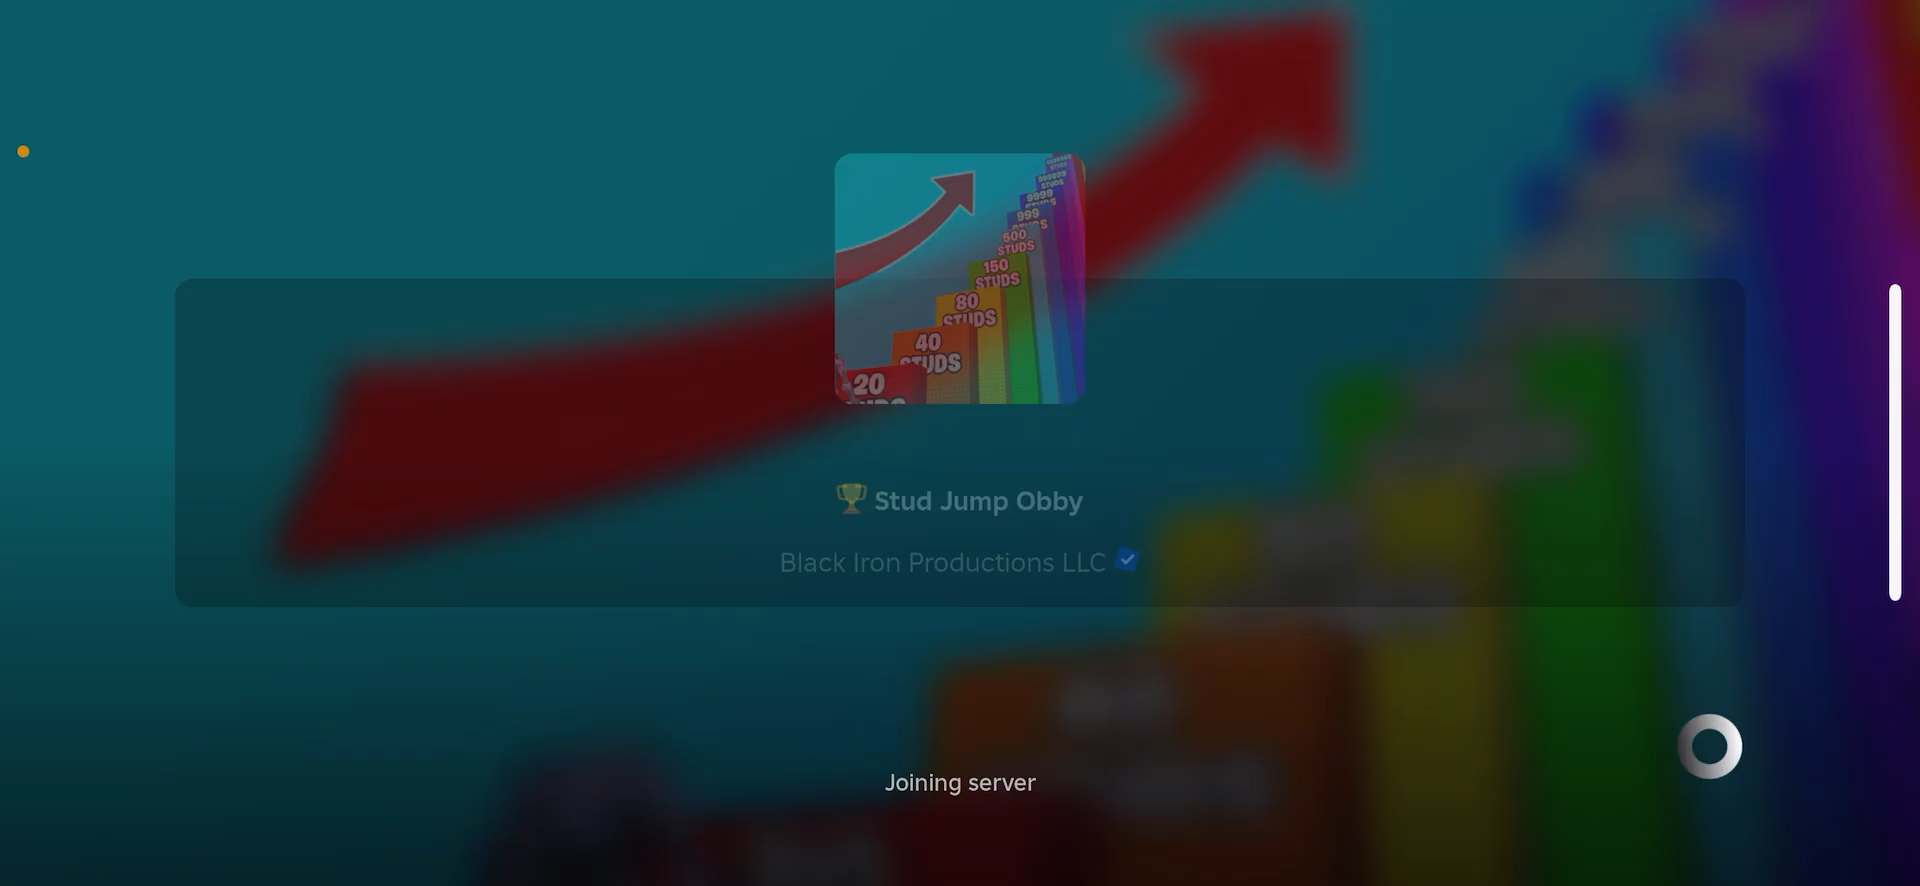 999
STUDS
500
STUDS
150
STUDS
80
STUDS
40
STUDS
20
🏆 Stud Jump Obby
Black Iron Productions LLC
Joining server